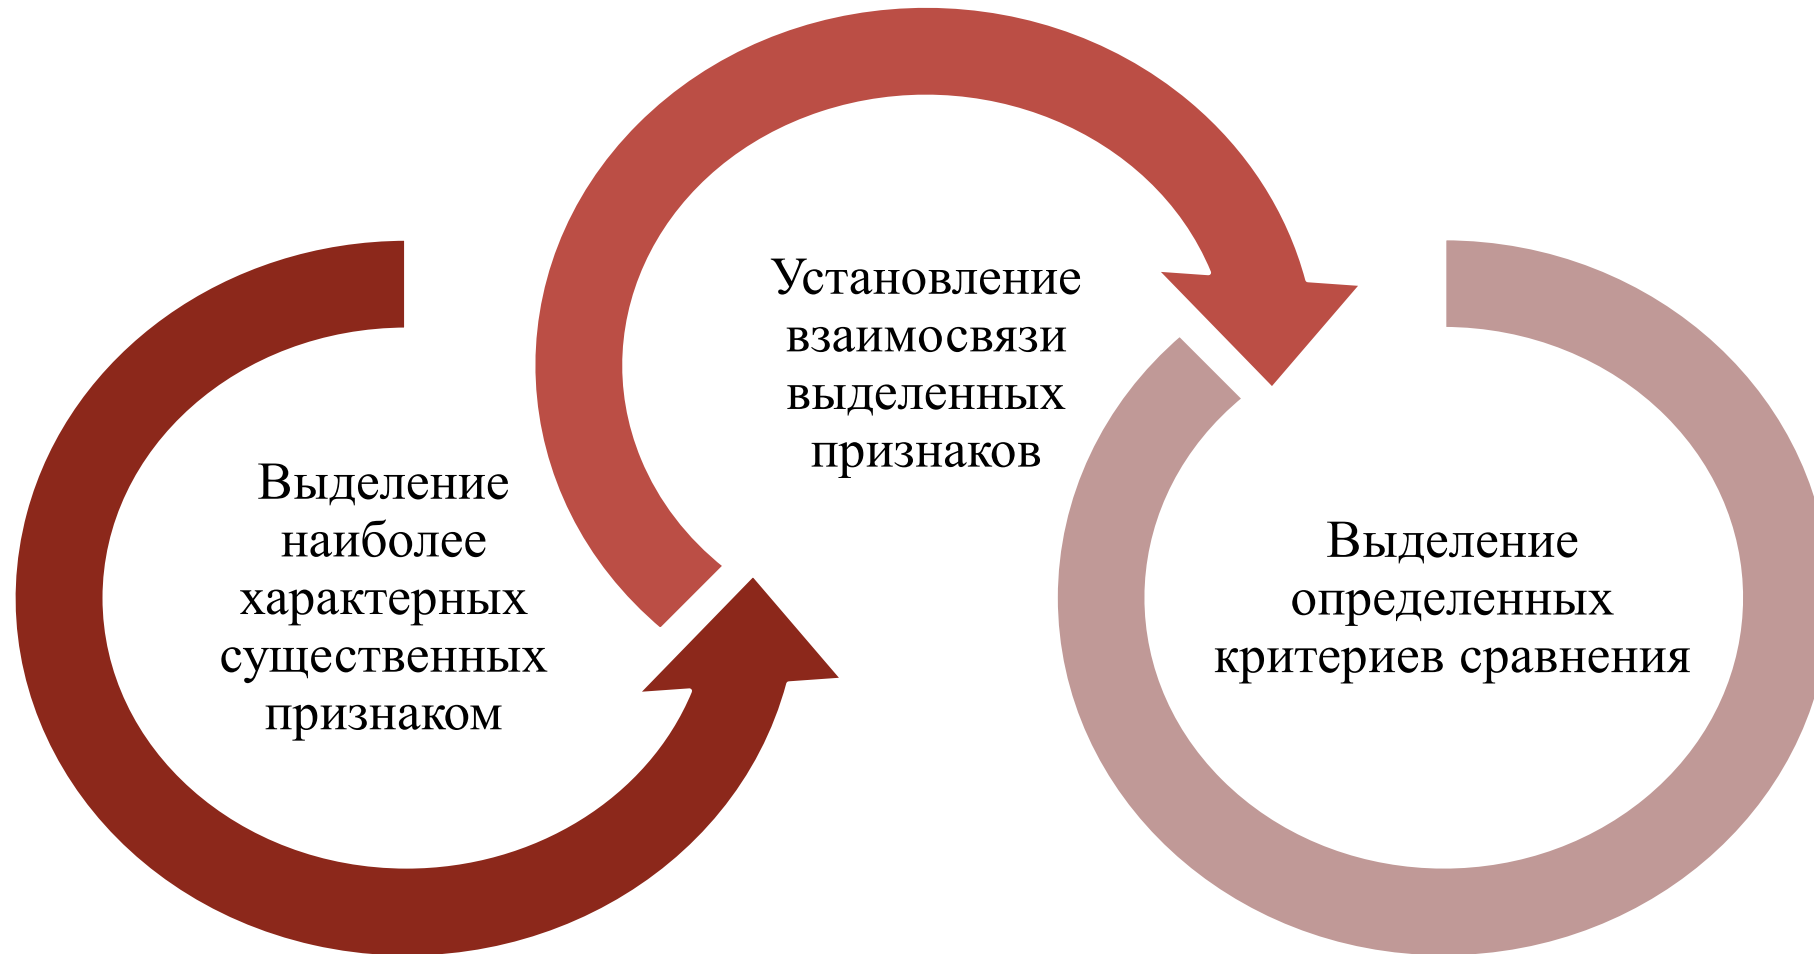 Выделение
наиболее
характерных
существенных
признаком
Установление
взаимосвязи
выделенных
признаков
Выделение
определенных
критериев сравнения